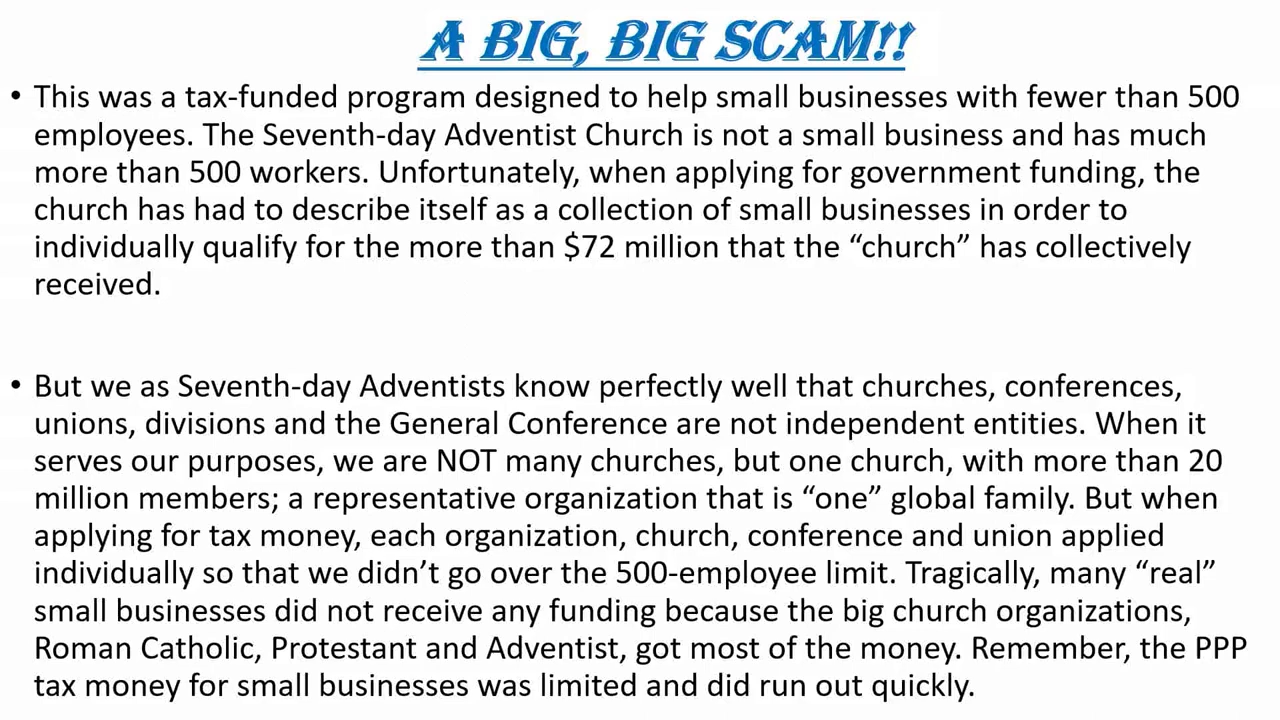 A BIG, BIG SCAM!!
• This was a tax-funded program designed to help small businesses with fewer than 500
employees. The Seventh-day Adventist Church is not a small business and has much
more than 500 workers. Unfortunately, when applying for government funding, the
church has had to describe itself as a collection of small businesses in order to
individually qualify for the more than $72 million that the “church” has collectively
received.
• But we as Seventh-day Adventists know perfectly well that churches, conferences,
unions, divisions and the General Conference are not independent entities. When it
serves our purposes, we are NOT many churches, but one church, with more than 20
million members; a representative organization that is “one” global family. But when
applying for tax money, each organization, church, conference and union applied
individually so that we didn’t go over the 500-employee limit. Tragically, many “real”
small businesses did not receive any funding because the big church organizations,
Roman Catholic, Protestant and Adventist, got most of the money. Remember, the PPP
tax money for small businesses was limited and did run out quickly.